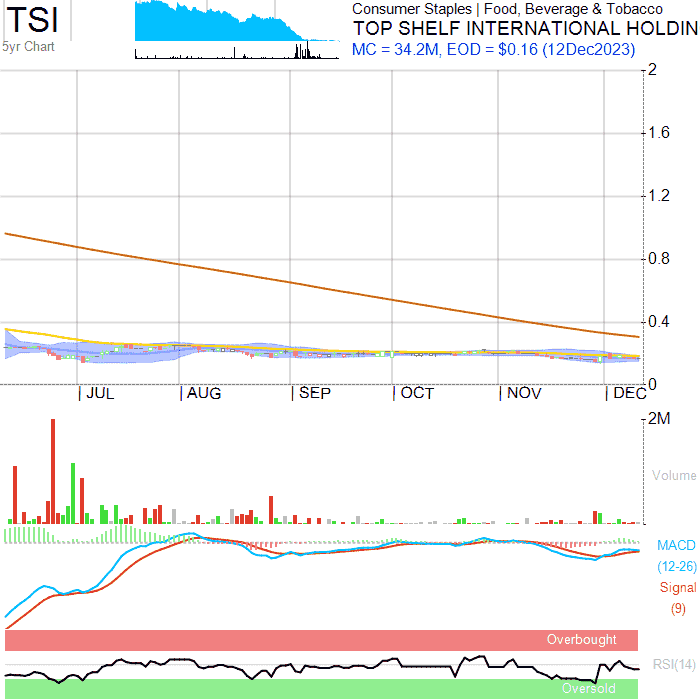 TSI
5yr Chart
Consumer Staples | Food, Beverage & Tobacco
TOP SHELF INTERNATIONAL HOLDIN
MC = 34.2M, EOD = $0.16 (12Dec2023)
2
1.6
1.2
0.8
0.4
0
JUL AUG SEP OCT NOV DEC
2M
Volume
MACD
(12-26)
Signal
(9)
Overbought
RSI(14)
Oversold